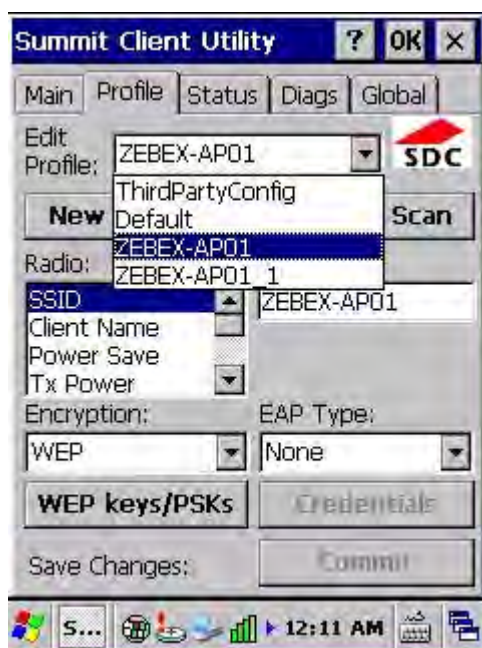 Summit Client Utility ? OK ×
Main Profile Status Diags Global
Edit Profile: ZEBEX-AP01 SDC
ThirdPartyConfig
Default
ZEBEX-AP01
ZEBEX-AP01_1
New Scan
Radio:
SSID ZEBEX-AP01
Client Name
Power Save
Tx Power
Encryption: EAP Type:
WEP None
WEP keys/PSKs Credentials
Save Changes: Commit
S... 12:11 AM